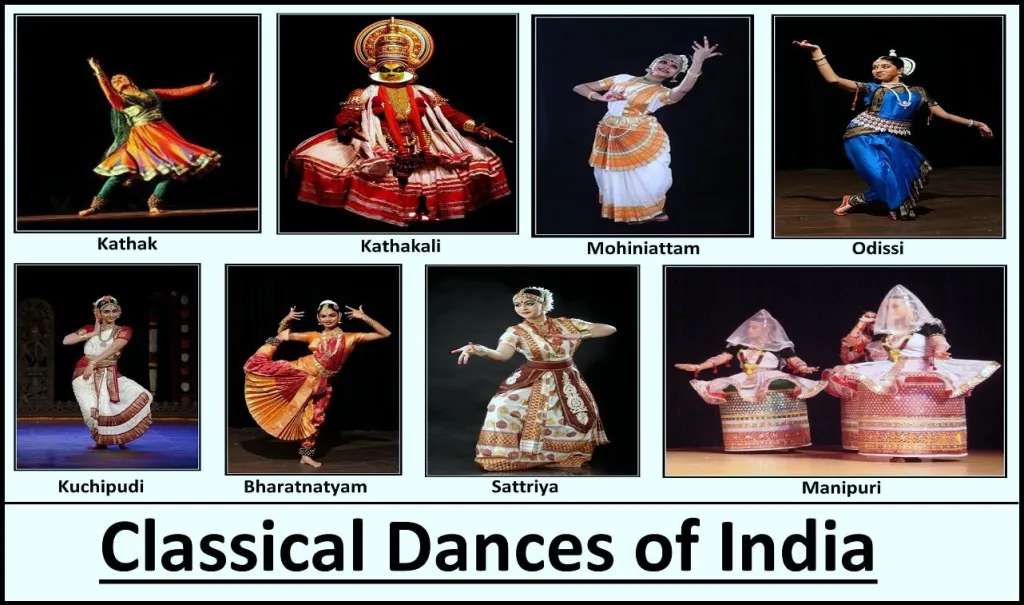 Kathak
Kathakali
Mohiniattam
Odissi
Kuchipudi
Bharatnatyam
Sattriya
Manipuri
Classical Dances of India